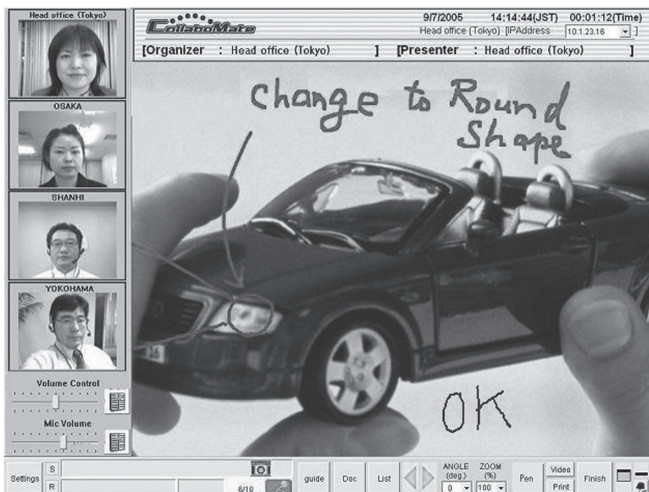 Head office (Tokyo)
OSAKA
SHANHI
YOKOHAMA
Volume Control
Mic Volume
CollaboMate
9/7/2005 14:14:44(JST) 00:01:12(Time)
Head office (Tokyo) [IPAddress 10.1.23.16 ]
[Organizer : Head office (Tokyo) ] [Presenter : Head office (Tokyo) ]
Change to Round
Shape
OK
Settings
S
R
6/10
guide
Doc
List
ANGLE
(deg.)
0
ZOOM
(%)
100
Pen
Video
Print
Finish